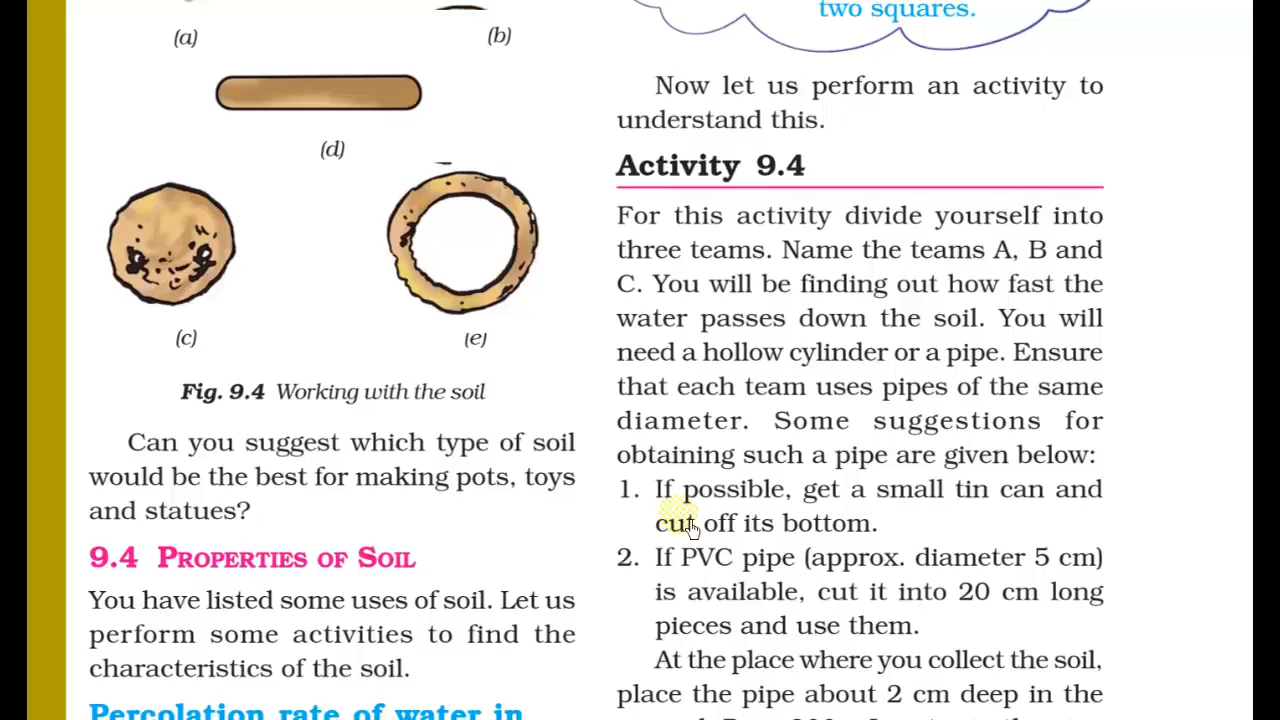 (a)
(b)
(d)
(c)
(e)
Fig. 9.4 Working with the soil
Can you suggest which type of soil
would be the best for making pots, toys
and statues?
9.4 PROPERTIES OF SOIL
You have listed some uses of soil. Let us
perform some activities to find the
characteristics of the soil.
Percolation rate of water in
two squares.
Now let us perform an activity to
understand this.
Activity 9.4
For this activity divide yourself into
three teams. Name the teams A, B and
C. You will be finding out how fast the
water passes down the soil. You will
need a hollow cylinder or a pipe. Ensure
that each team uses pipes of the same
diameter. Some suggestions for
obtaining such a pipe are given below:
1. If possible, get a small tin can and
cut off its bottom.
2. If PVC pipe (approx. diameter 5 cm)
is available, cut it into 20 cm long
pieces and use them.
At the place where you collect the soil,
place the pipe about 2 cm deep in the